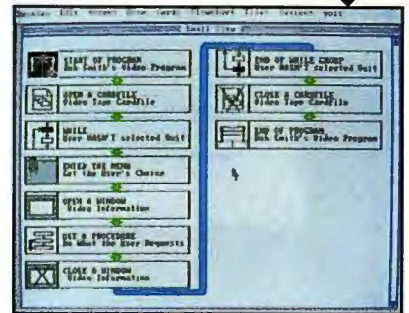 START OF PROGRAM
Bob Smith's Video Program
OPEN A CARDFILE
Video Tape Cardfile
WHILE
User HASN'T selected Quit
ENTER THE MENU
Get the User's Choice
OPEN A WINDOW
Video Information
USE A PROCEDURE
Do What the User Requests
CLOSE A WINDOW
Video Information
END OF WHILE GROUP
User HASN'T selected Quit
CLOSE A CARDFILE
Video Tape Cardfile
END OF PROGRAM
Bob Smith's Video Program